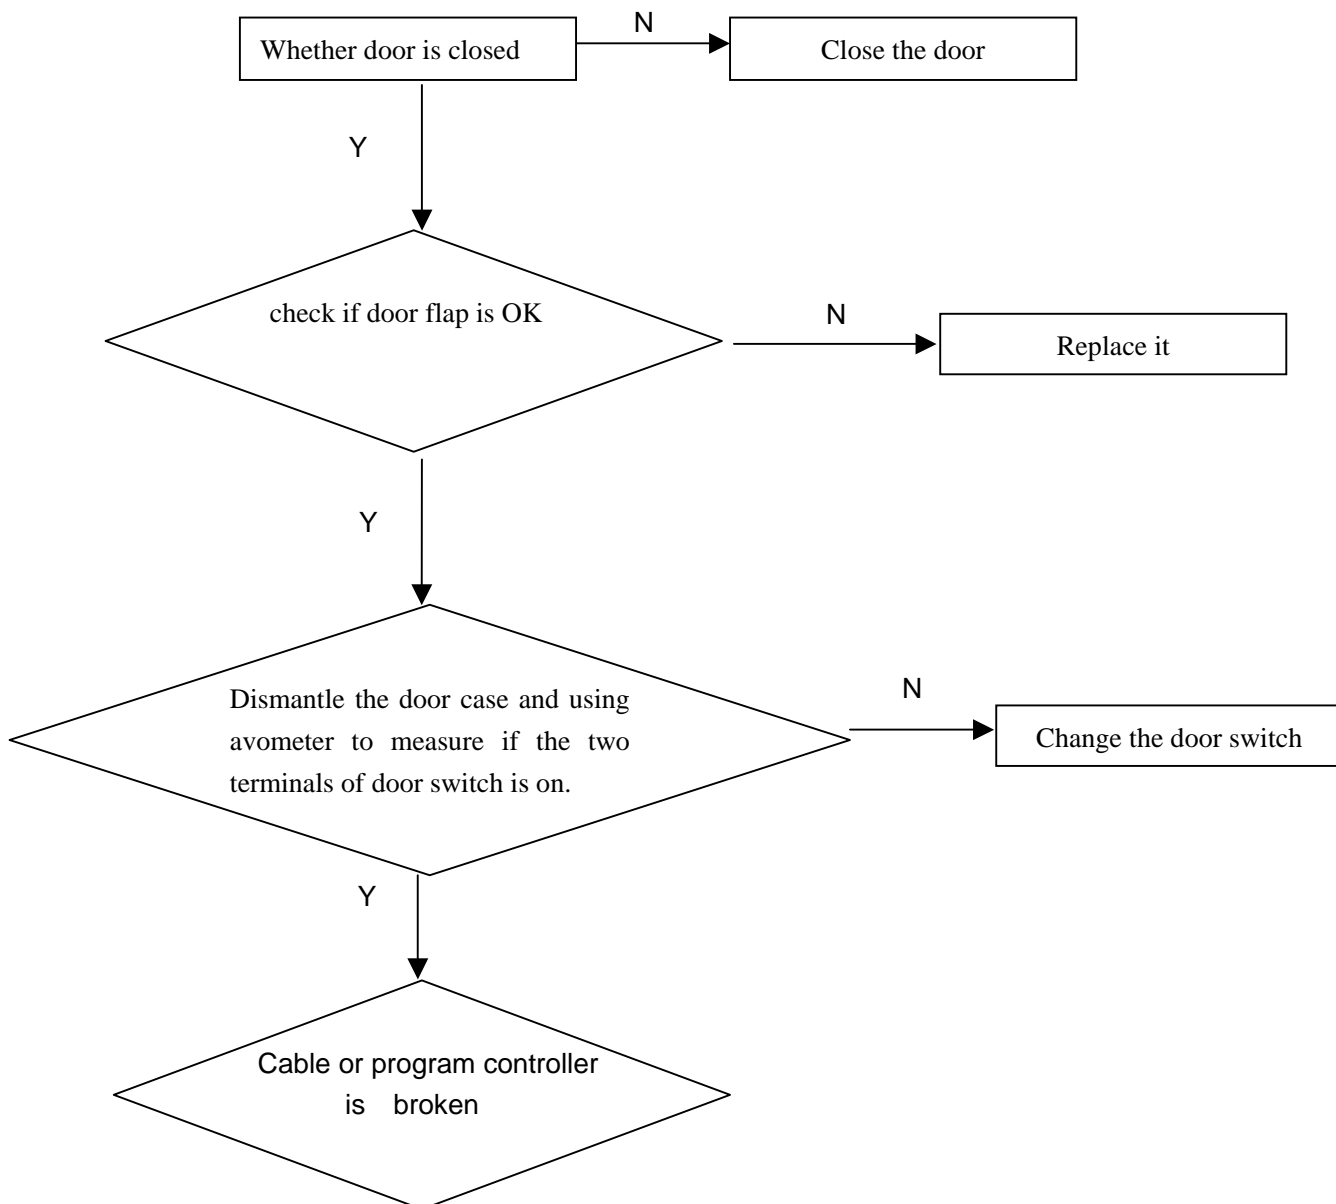 Whether door is closed
N
Close the door
Y
check if door flap is OK
N
Replace it
Y
Dismantle the door case and using
avometer to measure if the two
terminals of door switch is on.
N
Change the door switch
Y
Cable or program controller
is broken